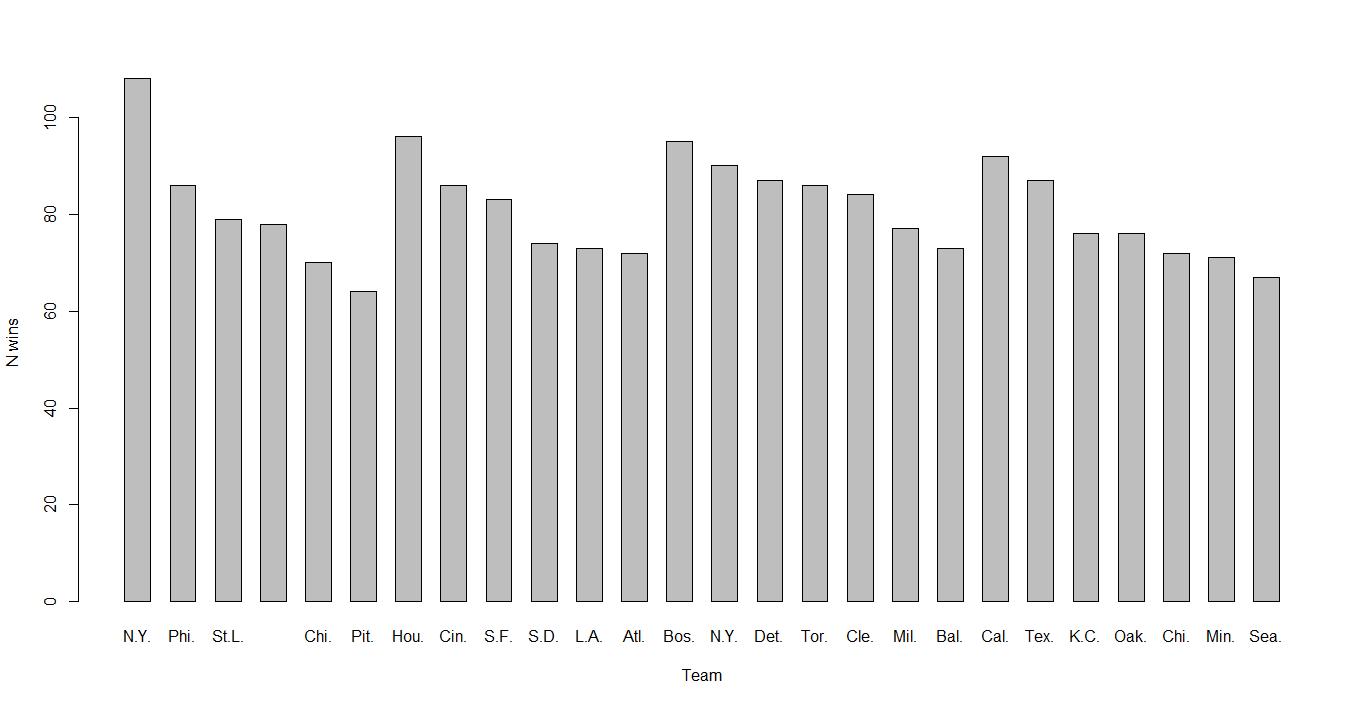 100
80
60
40
20
0
N wins
N.Y. Phi. St.L. Chi. Pit. Hou. Cin. S.F. S.D. L.A. Atl. Bos. N.Y. Det. Tor. Cle. Mil. Bal. Cal. Tex. K.C. Oak. Chi. Min. Sea.
Team